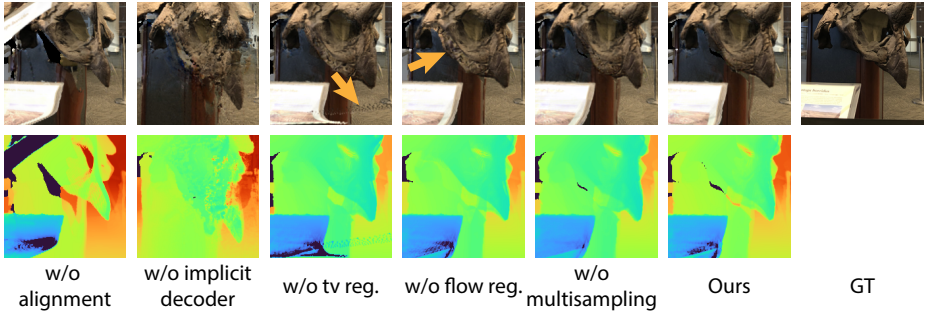 w/o
alignment
w/o implicit
decoder
w/o tv reg.
w/o flow reg.
w/o
multisampling
Ours
GT